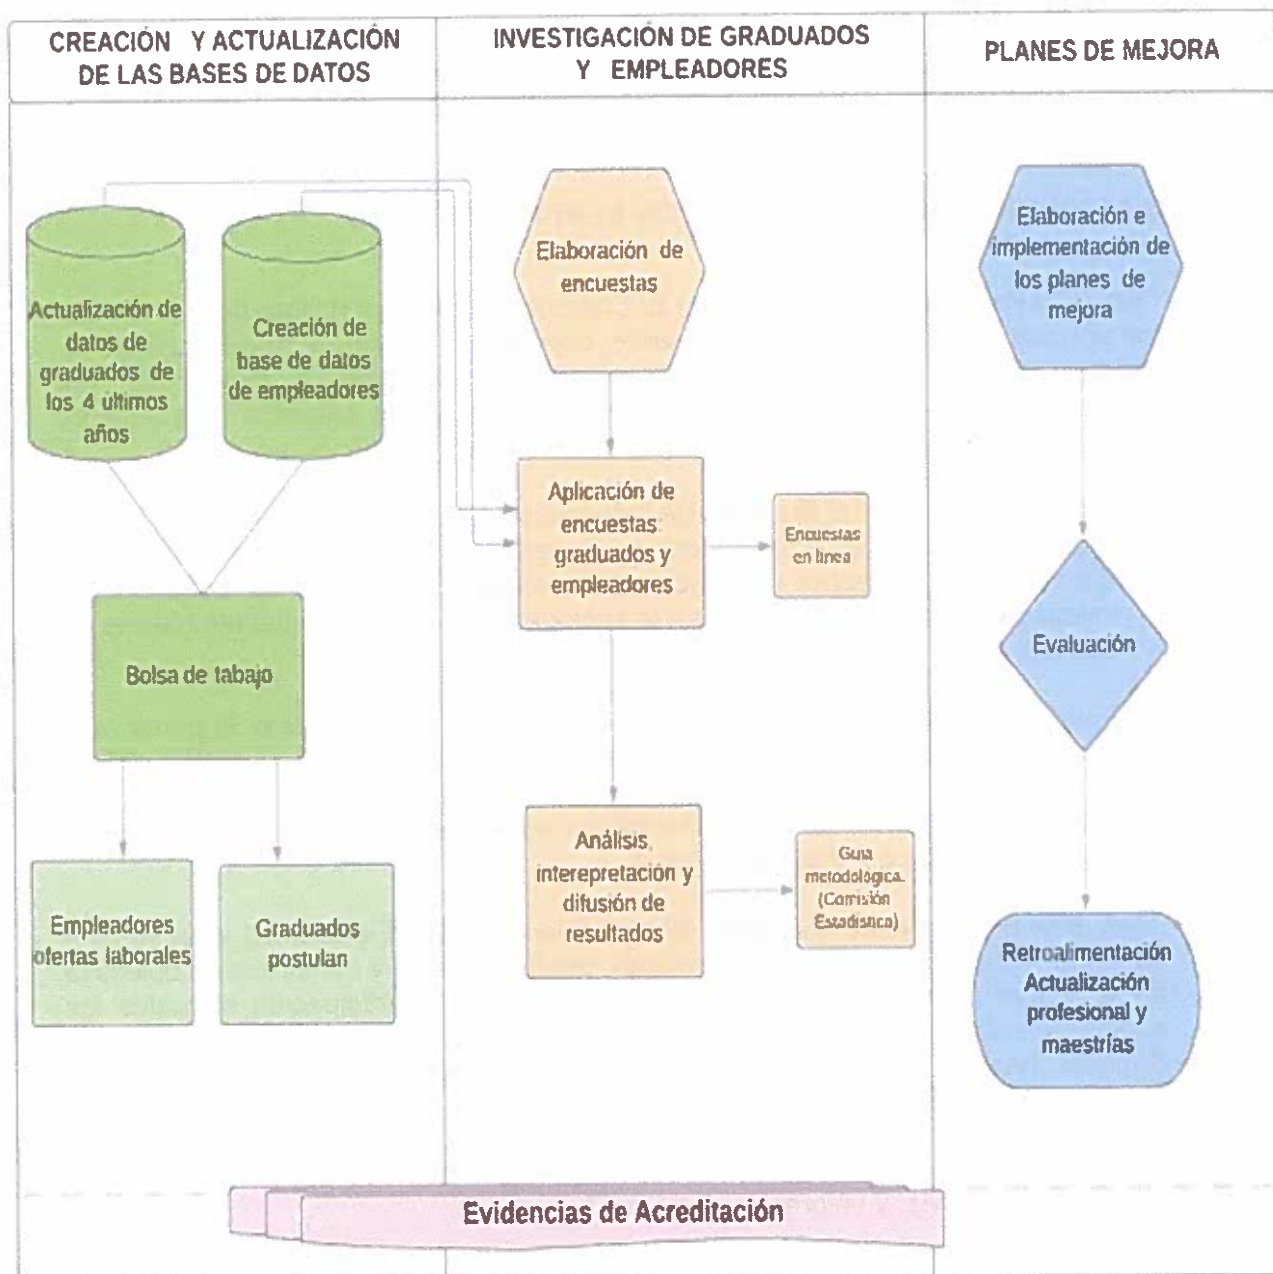 CREACIÓN Y ACTUALIZACIÓN
DE LAS BASES DE DATOS
INVESTIGACIÓN DE GRADUADOS
Y EMPLEADORES
PLANES DE MEJORA
Actualización de
datos de
graduados de
los 4 últimos
años
Creación de
base de datos
de empleadores
Bolsa de tabajo
Empleadores
ofertas laborales
Graduados
postulan
Elaboración de
encuestas
Aplicación de
encuestas:
graduados y
empleadores
Encuestas
en línea
Análisis,
interepretación y
difusión de
resultados
Guia
metodológica.
(Comisión
Estadística)
Elaboración e
implementación de
los planes de
mejora
Evaluación
Retroalimentación
Actualización
profesional y
maestrías
Evidencias de Acreditación